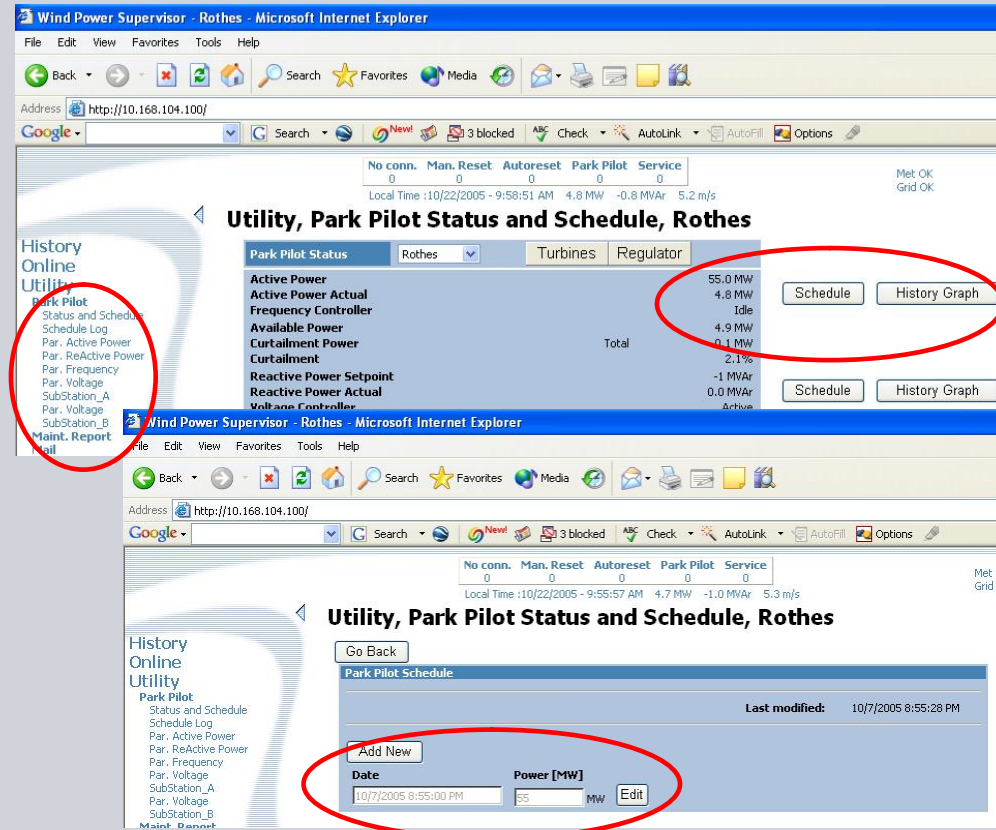 Wind Power Supervisor - Rothes - Microsoft Internet Explorer
File Edit View Favorites Tools Help
Back Search Favorites Media
Address http://10.168.104.100/
Google Search New! 3 blocked ABC Check AutoLink AutoFill Options
No conn. Man. Reset Autoreset Park Pilot Service
0 0 0 0 0
Local Time :10/22/2005 - 9:58:51 AM 4.8 MW -0.8 MVAr 5.2 m/s
Met OK
Grid OK
Utility, Park Pilot Status and Schedule, Rothes
History
Online
Utility
Park Pilot
Status and Schedule
Schedule Log
Par. Active Power
Par. ReActive Power
Par. Frequency
Par. Voltage
SubStation_A
Par. Voltage
SubStation_B
Maint. Report
Mail
Park Pilot Status Rothes Turbines Regulator
Active Power 55.0 MW
Active Power Actual 4.8 MW Schedule History Graph
Frequency Controller Idle
Available Power 4.9 MW
Curtailment Power Total 0.1 MW
Curtailment 2.1%
Reactive Power Setpoint -1 MVAr
Reactive Power Actual 0.0 MVAr Schedule History Graph
Voltage Controller Active
Wind Power Supervisor - Rothes - Microsoft Internet Explorer
File Edit View Favorites Tools Help
Back Search Favorites Media
Address http://10.168.104.100/
Google Search New! 3 blocked ABC Check AutoLink AutoFill Options
No conn. Man. Reset Autoreset Park Pilot Service
0 0 0 0 0
Local Time :10/22/2005 - 9:55:57 AM 4.7 MW -1.0 MVAr 5.3 m/s
Met
Grid
Utility, Park Pilot Status and Schedule, Rothes
History
Online
Utility
Park Pilot
Status and Schedule
Schedule Log
Par. Active Power
Par. ReActive Power
Par. Frequency
Par. Voltage
SubStation_A
Par. Voltage
SubStation_B
Maint. Report
Go Back
Park Pilot Schedule
Last modified: 10/7/2005 8:55:28 PM
Add New
Date Power [MW]
10/7/2005 8:55:00 PM 55 MW Edit